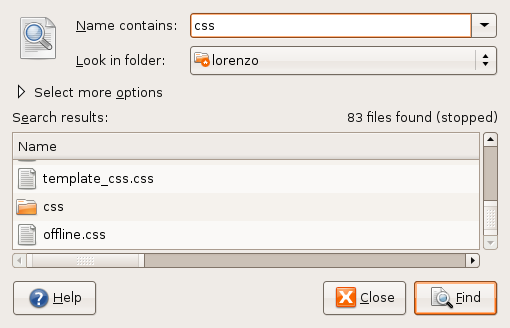 Name contains: css
Look in folder: lorenzo
Select more options
Search results: 83 files found (stopped)
Name
template_css.css
css
offline.css
Help Close Find